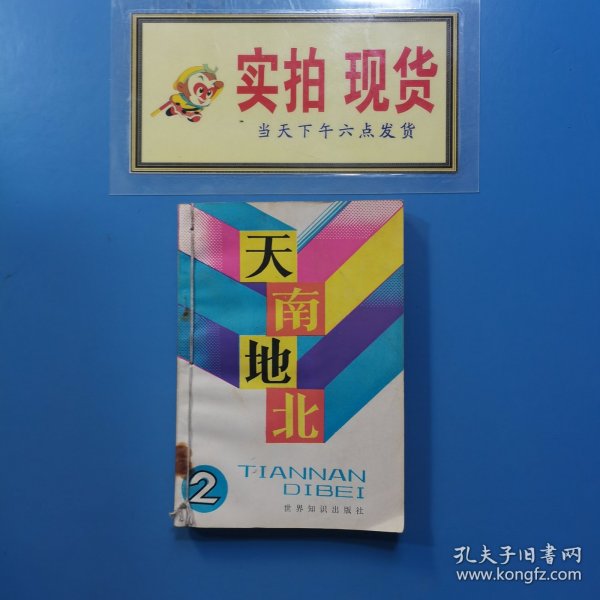 实拍 现货
当天下午六点发货
天
南
地
北
TIANNAN
DIBEI
2
世界知识出版社
孔夫子旧书网
www.kongfz.com